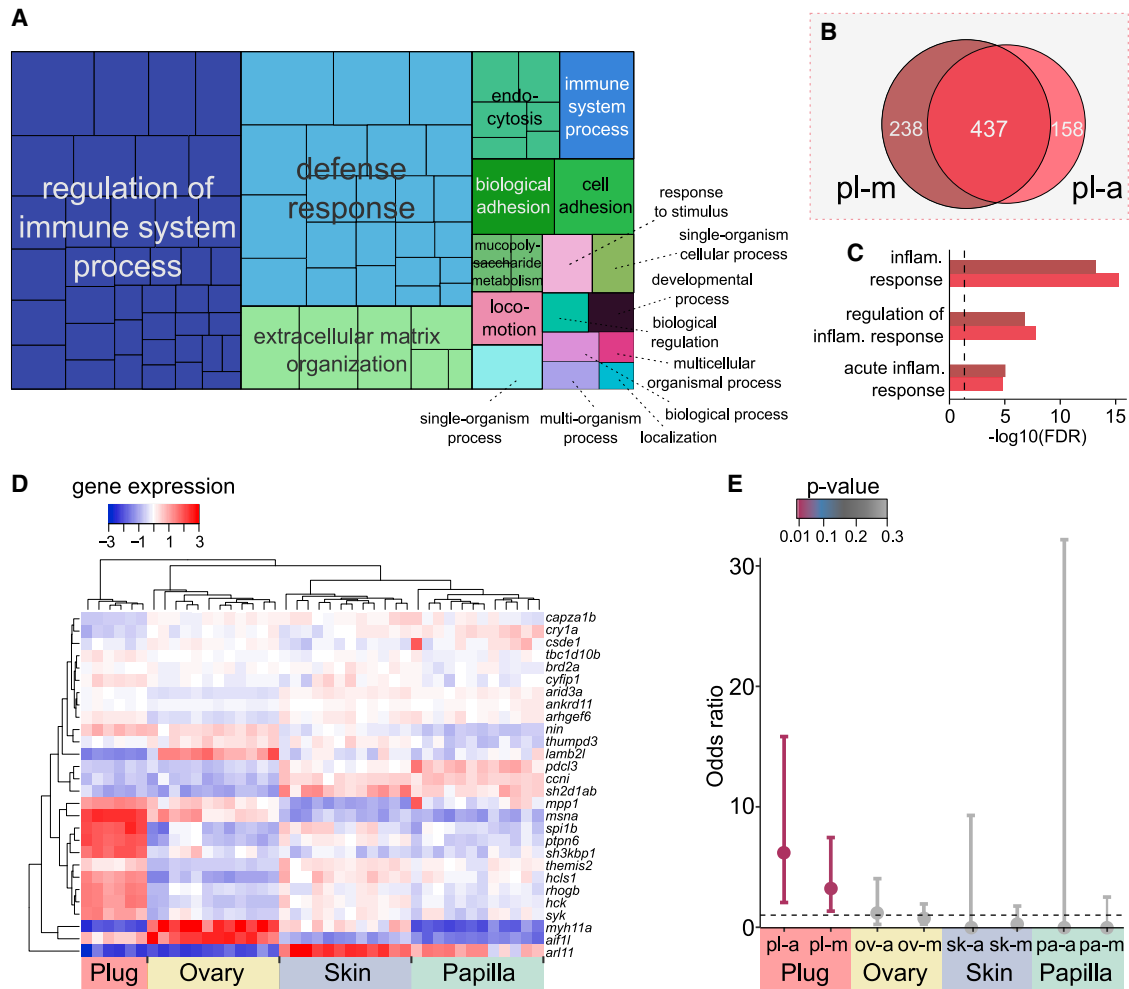 A
regulation of
immune system
process
defense
response
extracellular matrix
organization
endo-
cytosis
immune
system
process
biological
adhesion
cell
adhesion
mucopoly-
saccharide
metabolism
loco-
motion
response
to stimulus
single-organism
cellular process
developmental
process
biological
regulation
multicellular
organismal process
biological process
localization
multi-organism
process
single-organism
process
B
238
437
158
pl-m
pl-a
C
inflam.
response
regulation of
inflam. response
acute inflam.
response
0 5 10 15
-log10(FDR)
D
gene expression
−3 −1 1 3
capza1b
cry1a
csde1
tbc1d10b
brd2a
cyfip1
arid3a
ankrd11
arhgef6
nin
thumpd3
lamb2l
pdcl3
ccni
sh2d1ab
mpp1
msna
spi1b
ptpn6
sh3kbp1
themis2
hcls1
rhogb
hck
syk
myh11a
aif1l
arl11
Plug Ovary Skin Papilla
E
p-value
0.01 0.1 0.2 0.3
Odds ratio
30
20
10
0
pl-a pl-m ov-a ov-m sk-a sk-m pa-a pa-m
Plug Ovary Skin Papilla